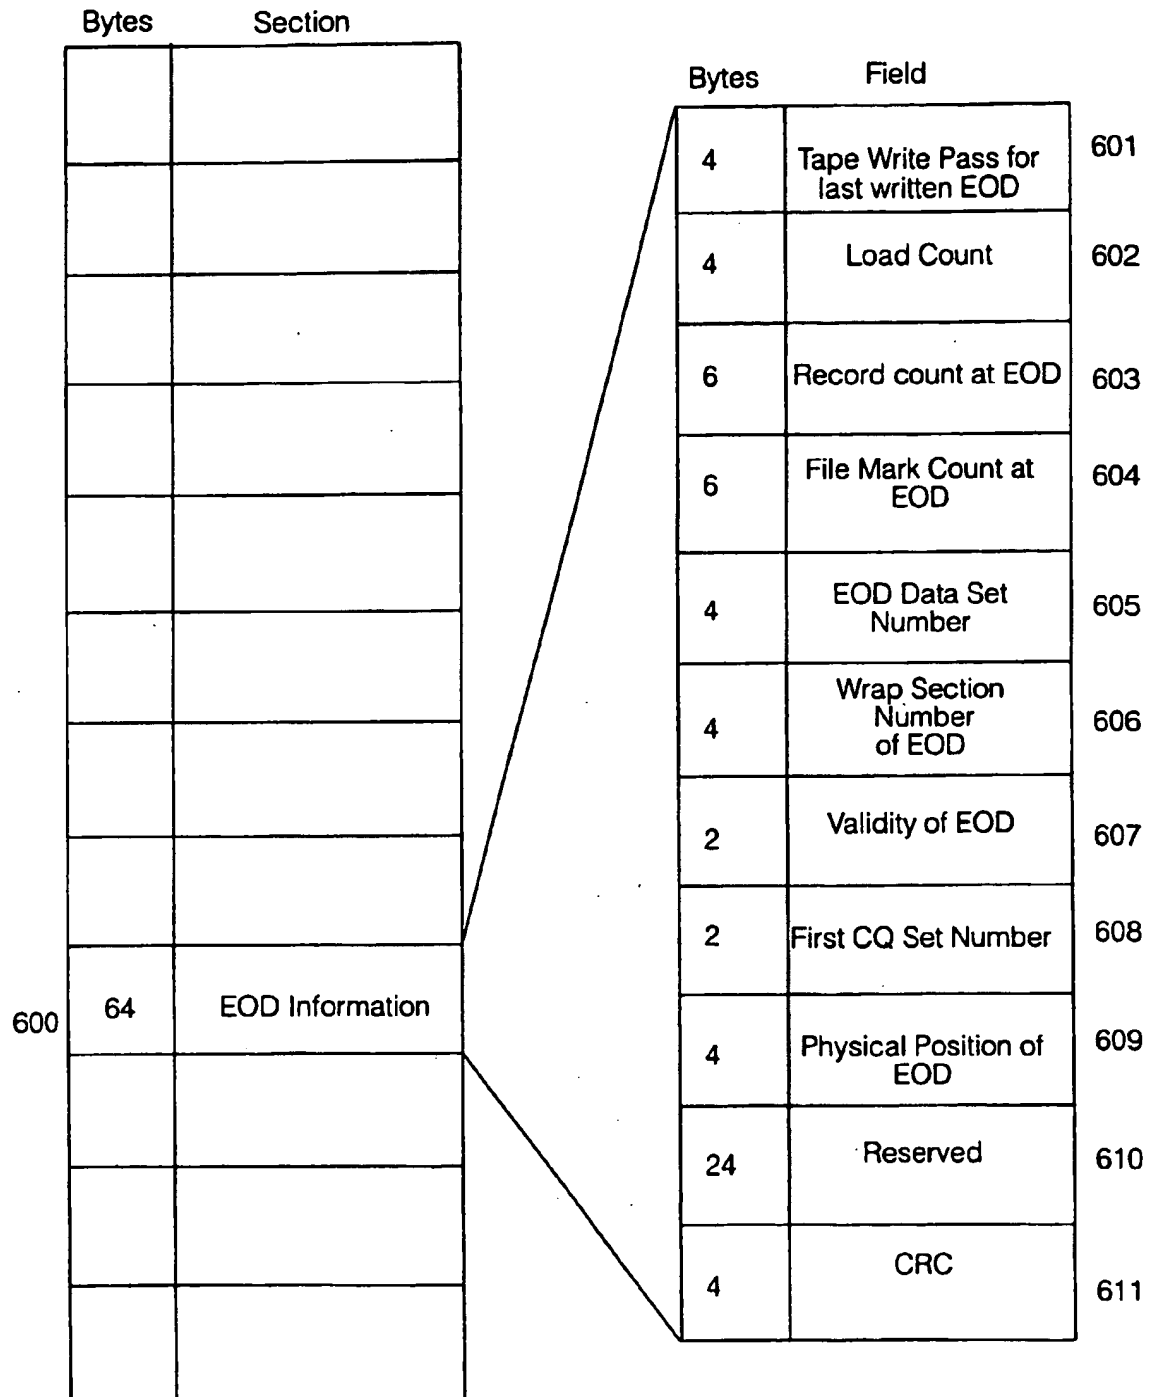 Bytes Section
600 64 EOD Information
Bytes Field
4 Tape Write Pass for
last written EOD 601
4 Load Count 602
6 Record count at EOD 603
6 File Mark Count at
EOD 604
4 EOD Data Set
Number 605
4 Wrap Section
Number
of EOD 606
2 Validity of EOD 607
2 First CQ Set Number 608
4 Physical Position of
EOD 609
24 Reserved 610
4 CRC 611